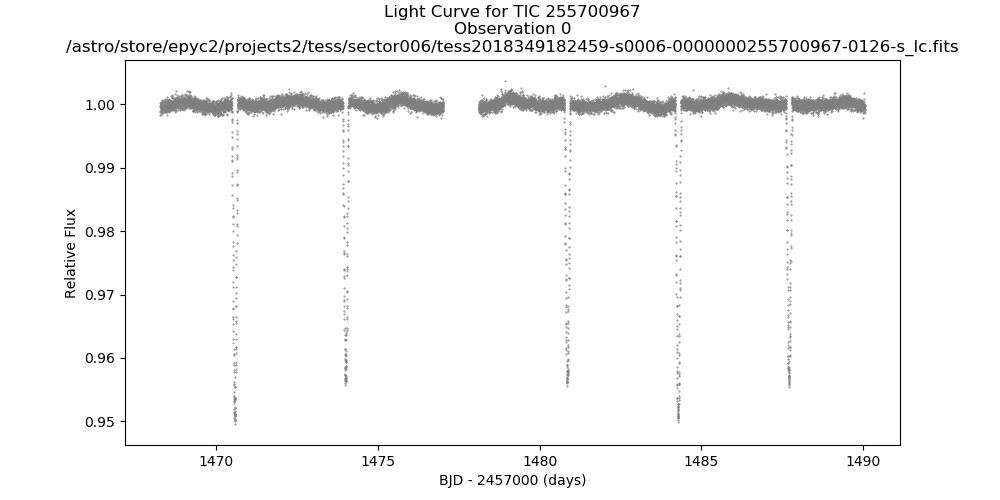 Light Curve for TIC 255700967
Observation 0
/astro/store/epyc2/projects2/tess/sector006/tess2018349182459-s0006-0000000255700967-0126-s_lc.fits
1.00
0.99
0.98
0.97
0.96
0.95
Relative Flux
1470
1475
1480
1485
1490
BJD - 2457000 (days)